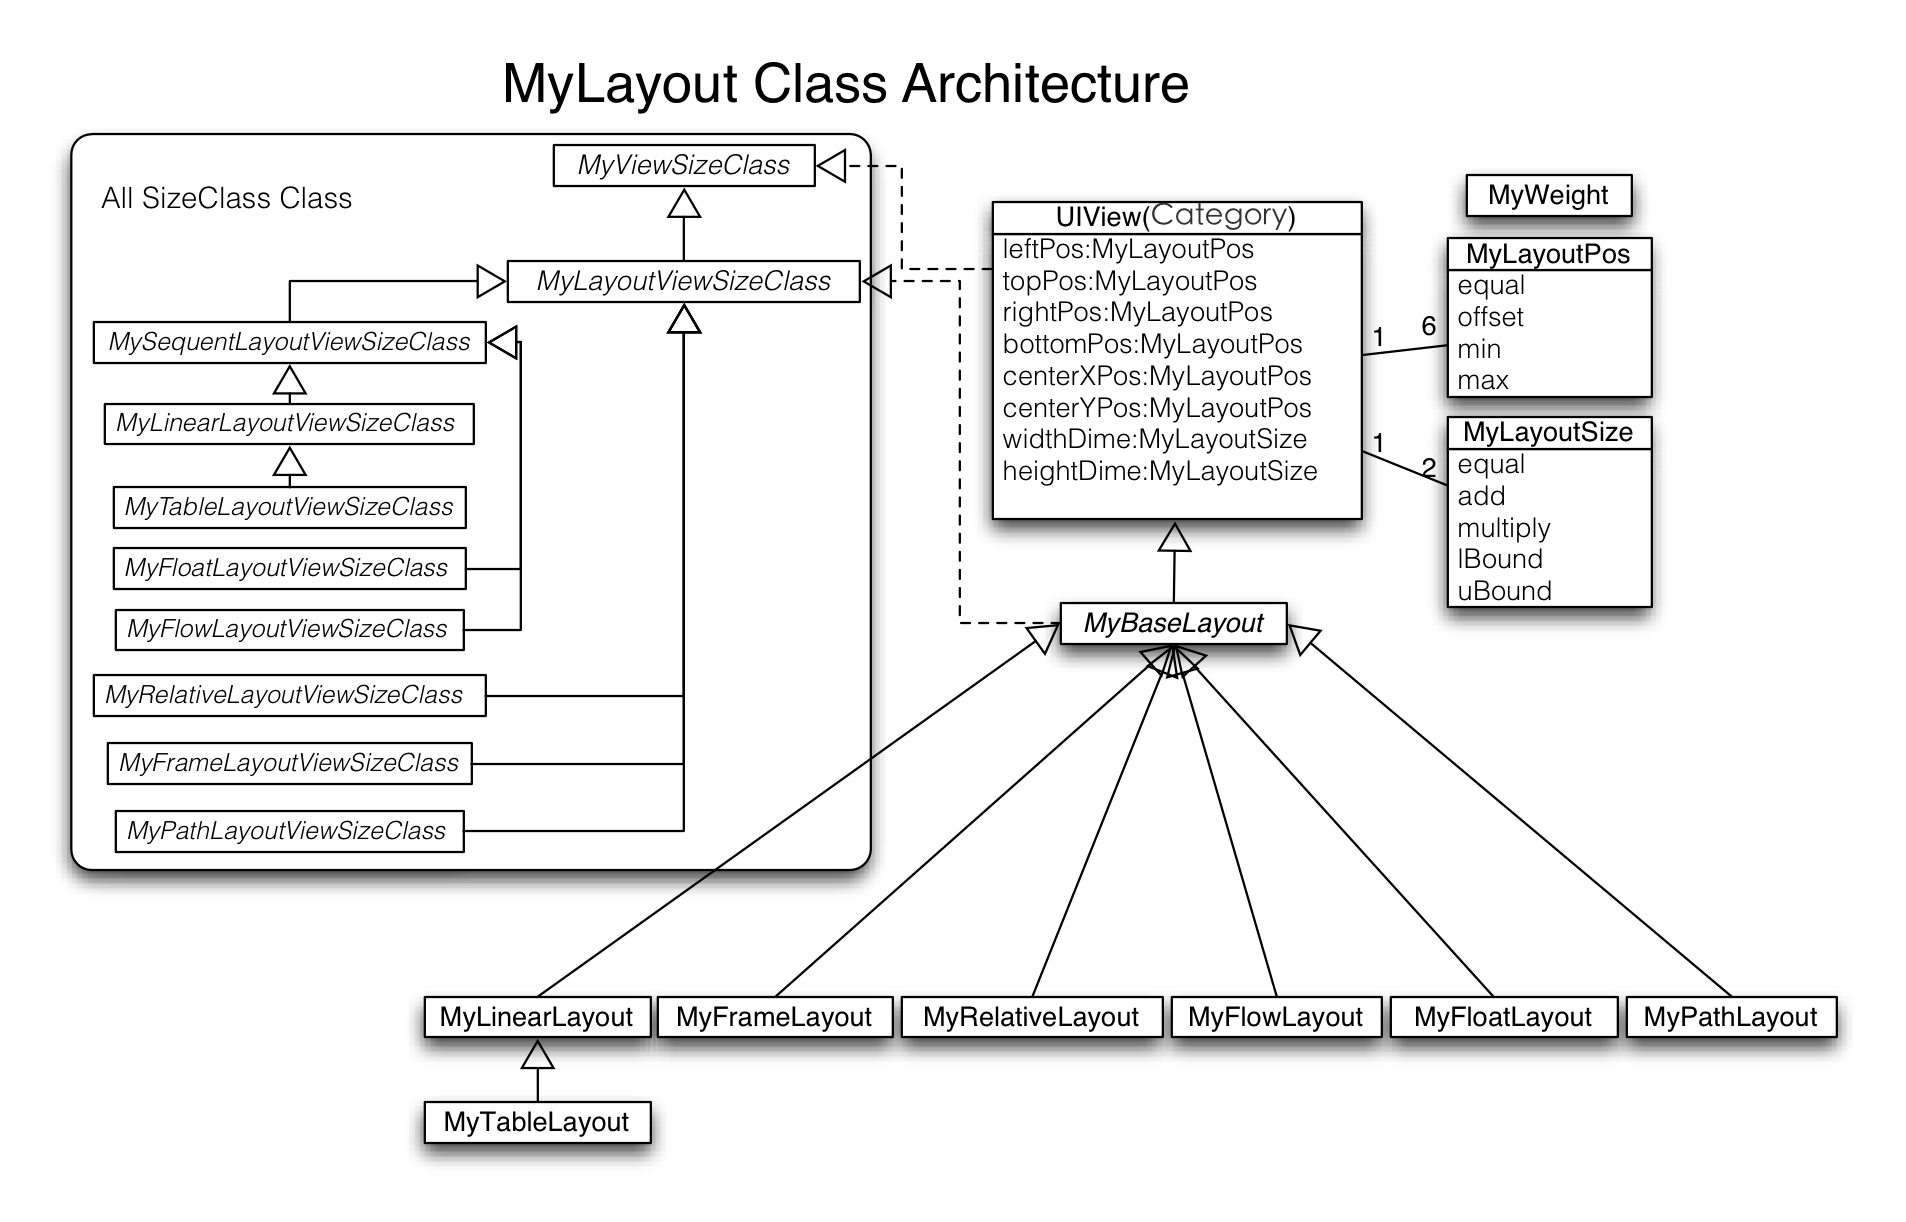 MyLayout Class Architecture
All SizeClass Class
MyViewSizeClass
MyLayoutViewSizeClass
MySequentLayoutViewSizeClass
MyLinearLayoutViewSizeClass
MyTableLayoutViewSizeClass
MyFloatLayoutViewSizeClass
MyFlowLayoutViewSizeClass
MyRelativeLayoutViewSizeClass
MyFrameLayoutViewSizeClass
MyPathLayoutViewSizeClass
UIView(Category)
leftPos:MyLayoutPos
topPos:MyLayoutPos
rightPos:MyLayoutPos
bottomPos:MyLayoutPos
centerXPos:MyLayoutPos
centerYPos:MyLayoutPos
widthDime:MyLayoutSize
heightDime:MyLayoutSize
1 6
1 2
MyWeight
MyLayoutPos
equal
offset
min
max
MyLayoutSize
equal
add
multiply
lBound
uBound
MyBaseLayout
MyLinearLayout
MyFrameLayout
MyRelativeLayout
MyFlowLayout
MyFloatLayout
MyPathLayout
MyTableLayout